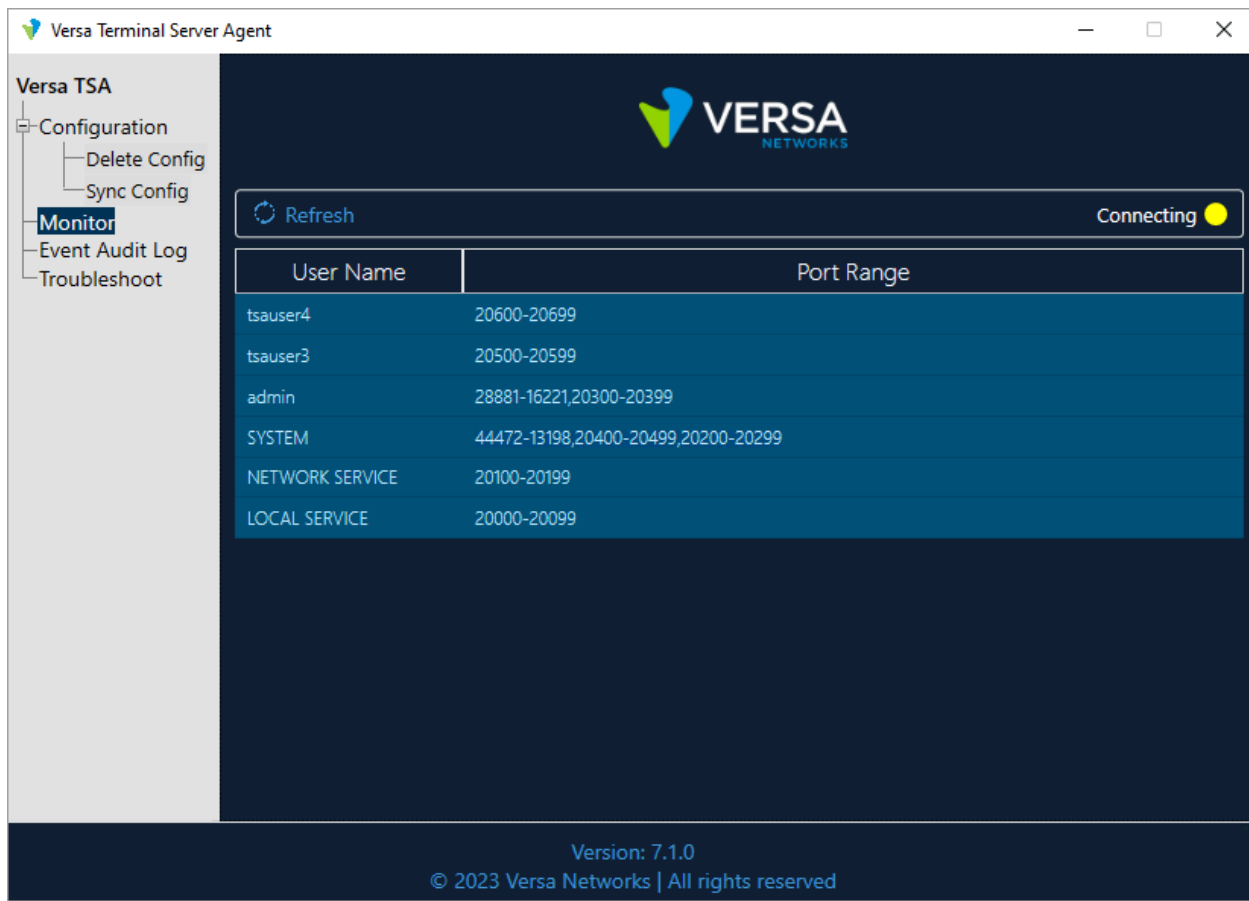 Versa Terminal Server Agent
Versa TSA
Configuration
Delete Config
Sync Config
Monitor
Event Audit Log
Troubleshoot
VERSA
NETWORKS
Refresh
Connecting
User Name Port Range
tsauser4 20600-20699
tsauser3 20500-20599
admin 28881-16221,20300-20399
SYSTEM 44472-13198,20400-20499,20200-20299
NETWORK SERVICE 20100-20199
LOCAL SERVICE 20000-20099
Version: 7.1.0
© 2023 Versa Networks | All rights reserved